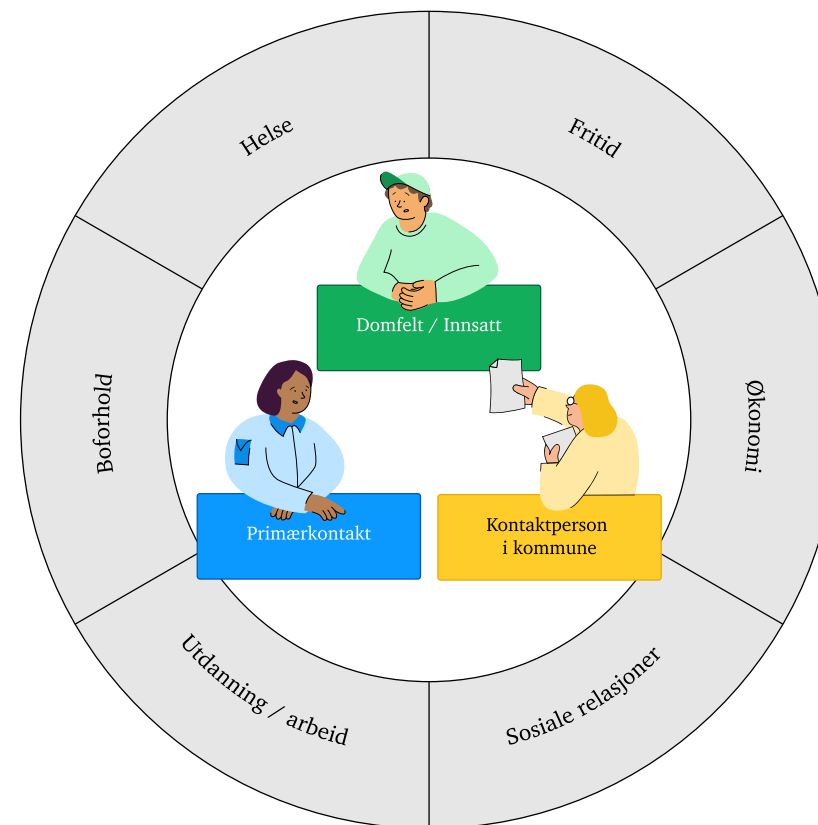 Helse
Fritid
Domfelt / Innsatt
Boforhold
Økonomi
Primærkontakt
Kontaktperson
i kommune
Utdanning / arbeid
Sosiale relasjoner